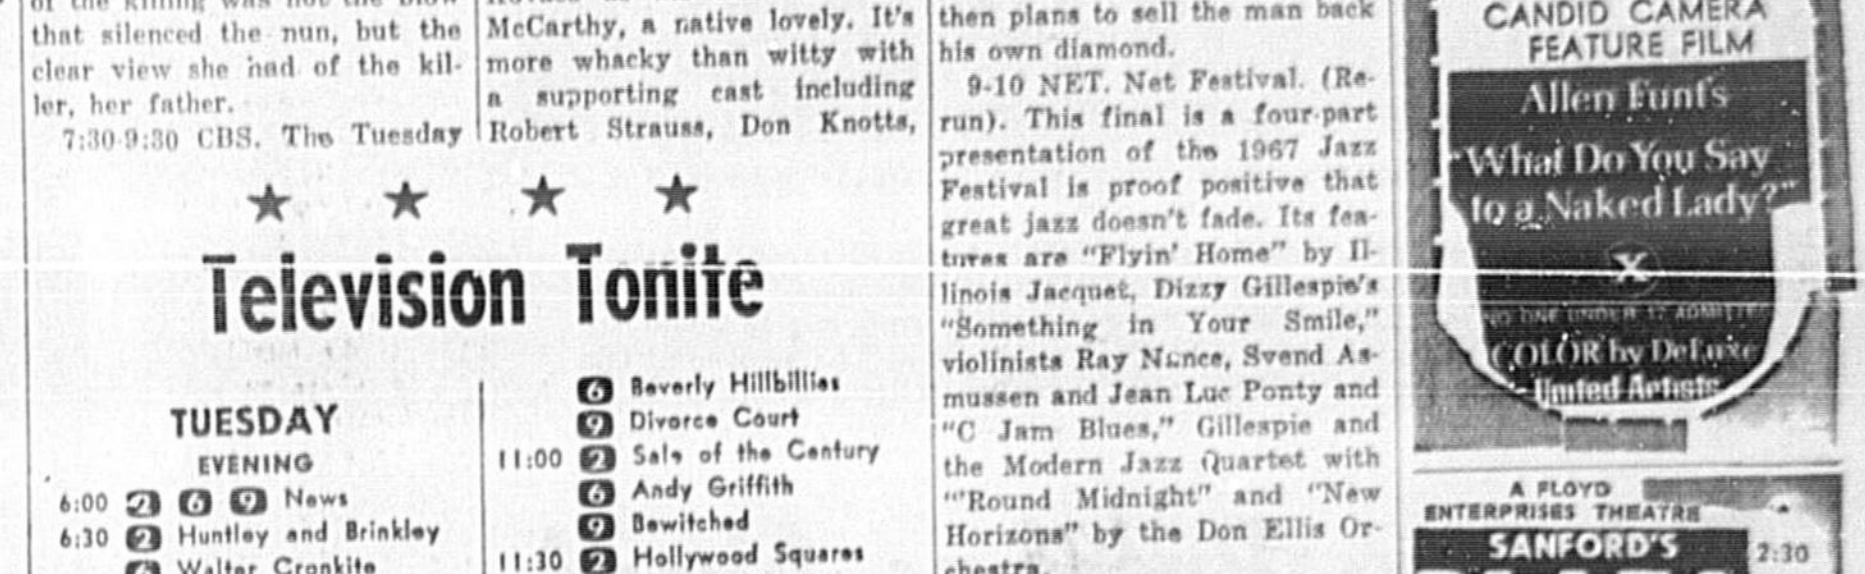 that silenced the nun, but the
clear view she had of the kil-
ler, her father.
7:30-9:30 CBS. The Tuesday
McCarthy, a native lovely. It's
more whacky than witty with
a supporting cast including
Robert Strauss, Don Knotts,
Television Tonite
TUESDAY
EVENING
6:00 2 6 9 News
6:30 2 Huntley and Brinkley
6 Walter Cronkite
6 Beverly Hillbillies
9 Divorce Court
11:00 2 Sale of the Century
6 Andy Griffith
9 Bewitched
11:30 2 Hollywood Squares
then plans to sell the man back
his own diamond.
9-10 NET. Net Festival. (Re-
run). This final is a four-part
presentation of the 1967 Jazz
Festival is proof positive that
great jazz doesn't fade. Its fea-
tures are "Flyin' Home" by Il-
linois Jacquet, Dizzy Gillespie's
"Something in Your Smile,"
violinists Ray Nance, Svend As-
mussen and Jean Luc Ponty and
"C Jam Blues," Gillespie and
the Modern Jazz Quartet with
"'Round Midnight" and "New
Horizons" by the Don Ellis Or-
chestra.
CANDID CAMERA
FEATURE FILM
Allen Funt's
"What Do You Say
to a Naked Lady?"
X
NO ONE UNDER 17 ADMITTED
COLOR by DeLuxe
United Artists
A FLOYD
ENTERPRISES THEATRE
SANFORD'S
2:30